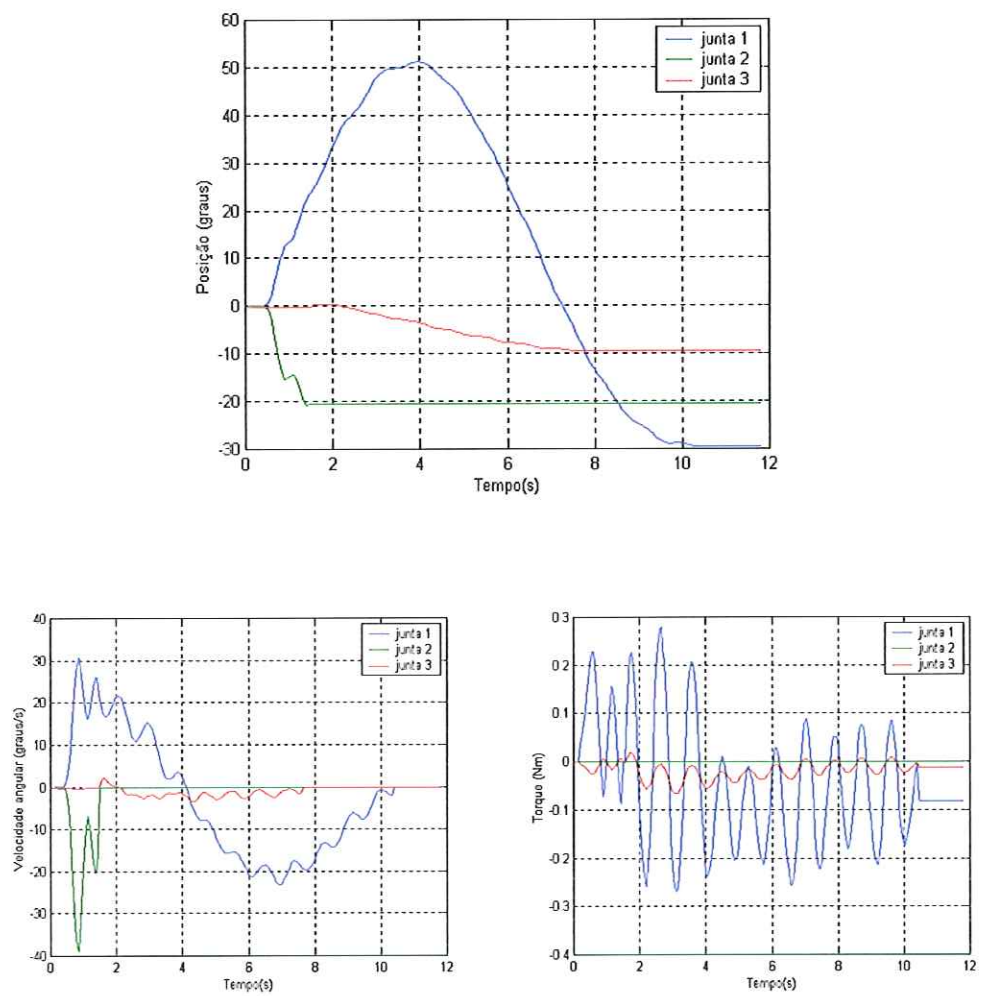 60
50
40
30
20
10
0
-10
-20
-30
Posição (graus)
junta 1
junta 2
junta 3
0 2 4 6 8 10 12
Tempo(s)
40
30
20
10
0
-10
-20
-30
-40
Velocidade angular (graus/s)
junta 1
junta 2
junta 3
0 2 4 6 8 10 12
Tempo(s)
0.3
0.2
0.1
0
-0.1
-0.2
-0.3
-0.4
Torque (Nm)
junta 1
junta 2
junta 3
0 2 4 6 8 10 12
Tempo(s)